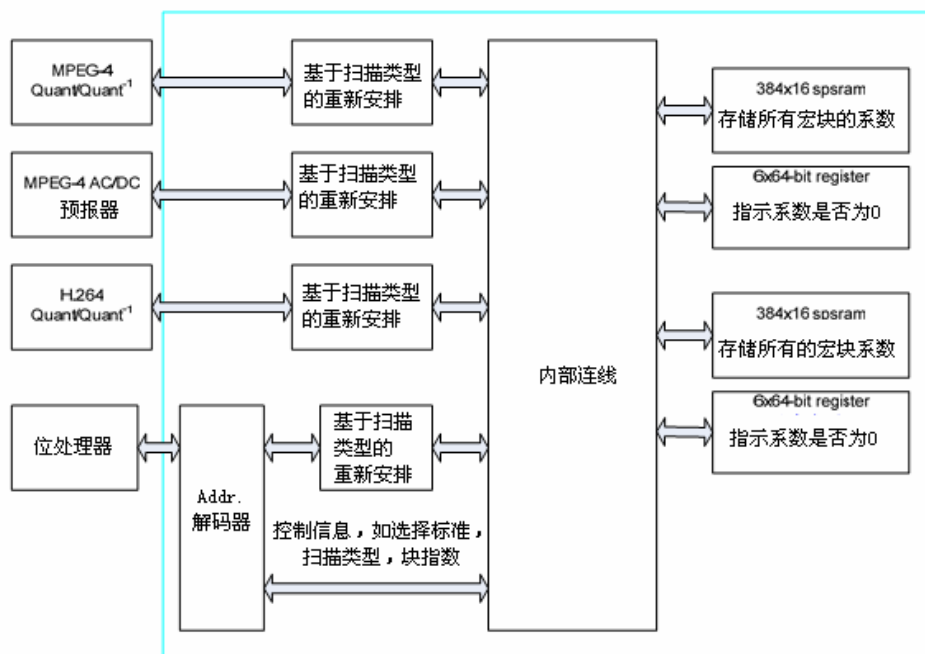 MPEG-4
Quant/Quant⁻¹
基于扫描类型
的重新安排
384x16 spsram
存储所有宏块的系数
MPEG-4 AC/DC
预报器
基于扫描类型
的重新安排
6x64-bit register
指示系数是否为0
H.264
Quant/Quant⁻¹
基于扫描类型
的重新安排
384x16 spsram
存储所有的宏块系数
内部连线
6x64-bit register
指示系数是否为0
位处理器
Addr.
解码器
基于扫描
类型的
重新安排
控制信息，如选择标准，
扫描类型，块指数